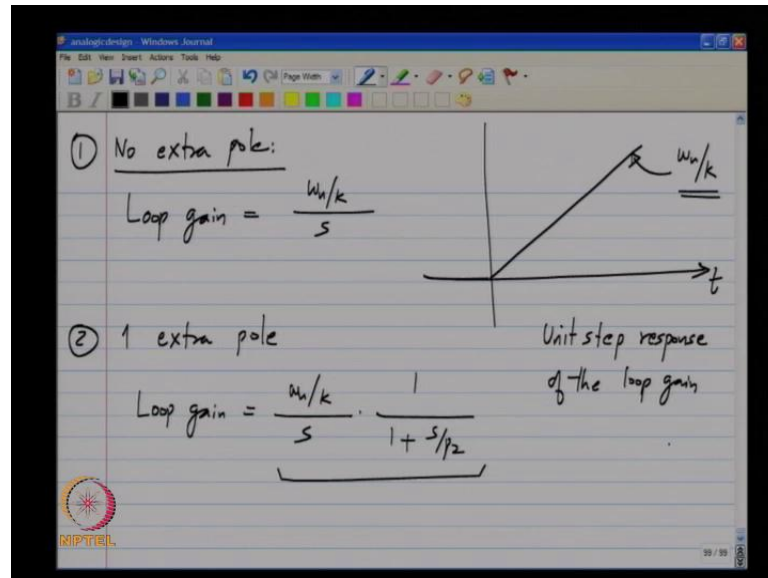 analogicdesign - Windows Journal
File Edit View Insert Actions Tools Help
Page Width
B I
① No extra pole:
Loop gain = ωu/k / s
ωu/k
t
② 1 extra pole
Loop gain = ωu/k / s · 1 / 1 + s/p2
Unit step response
of the loop gain
NPTEL
99 / 99